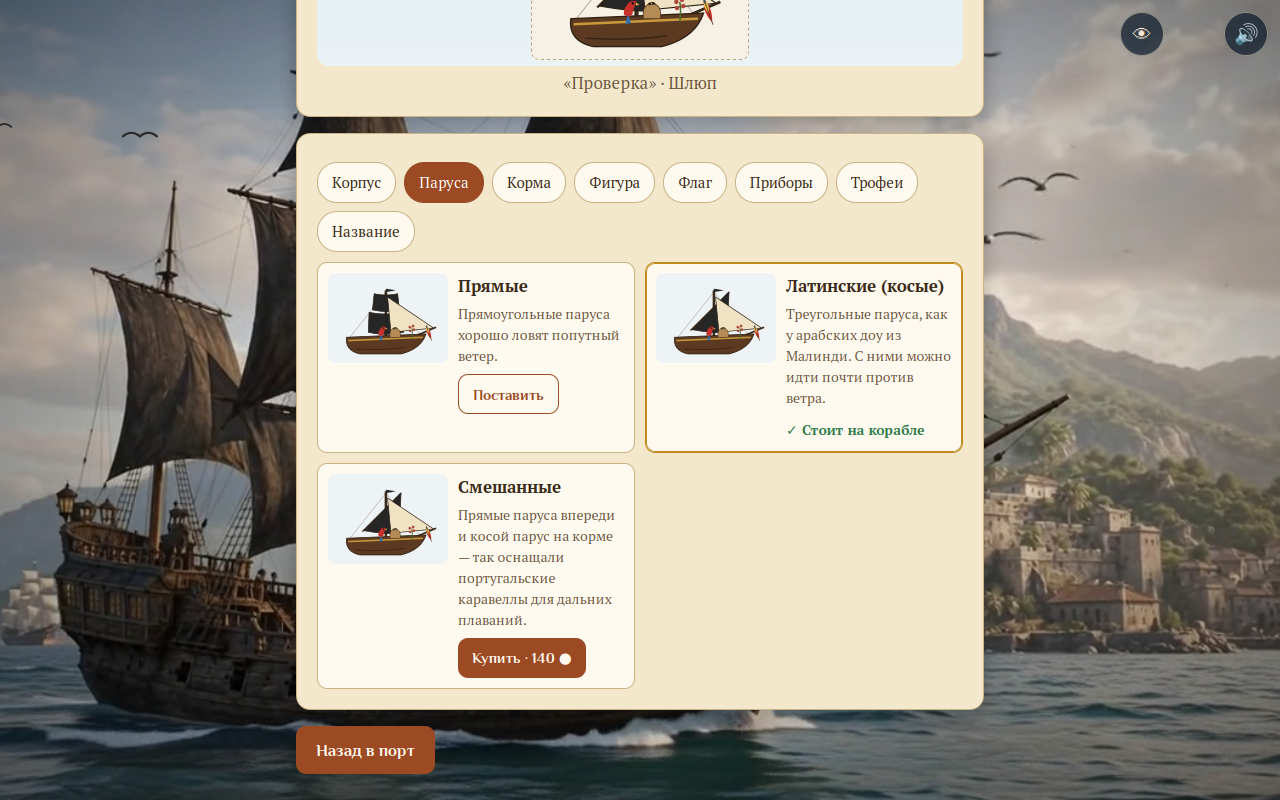 «Проверка» · Шлюп
Корпус
Паруса
Корма
Фигура
Флаг
Приборы
Трофеи
Название
Прямые
Прямоугольные паруса
хорошо ловят попутный
ветер.
Поставить
Латинские (косые)
Треугольные паруса, как
у арабских доу из
Малинди. С ними можно
идти почти против
ветра.
✓ Стоит на корабле
Смешанные
Прямые паруса впереди
и косой парус на корме
— так оснащали
португальские
каравеллы для дальних
плаваний.
Купить · 140
Назад в порт